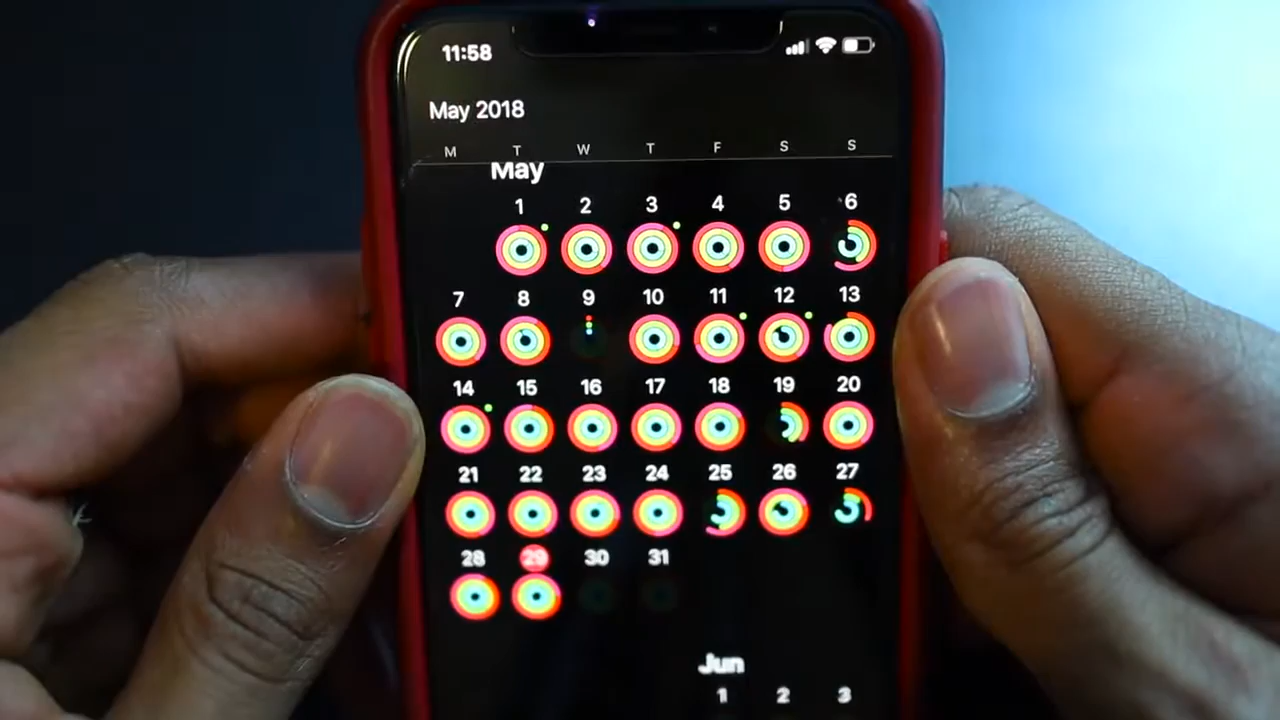 11:58
May 2018
M T W T F S S
May
1 2 3 4 5 6
7 8 9 10 11 12 13
14 15 16 17 18 19 20
21 22 23 24 25 26 27
28 29 30 31
Jun
1 2 3